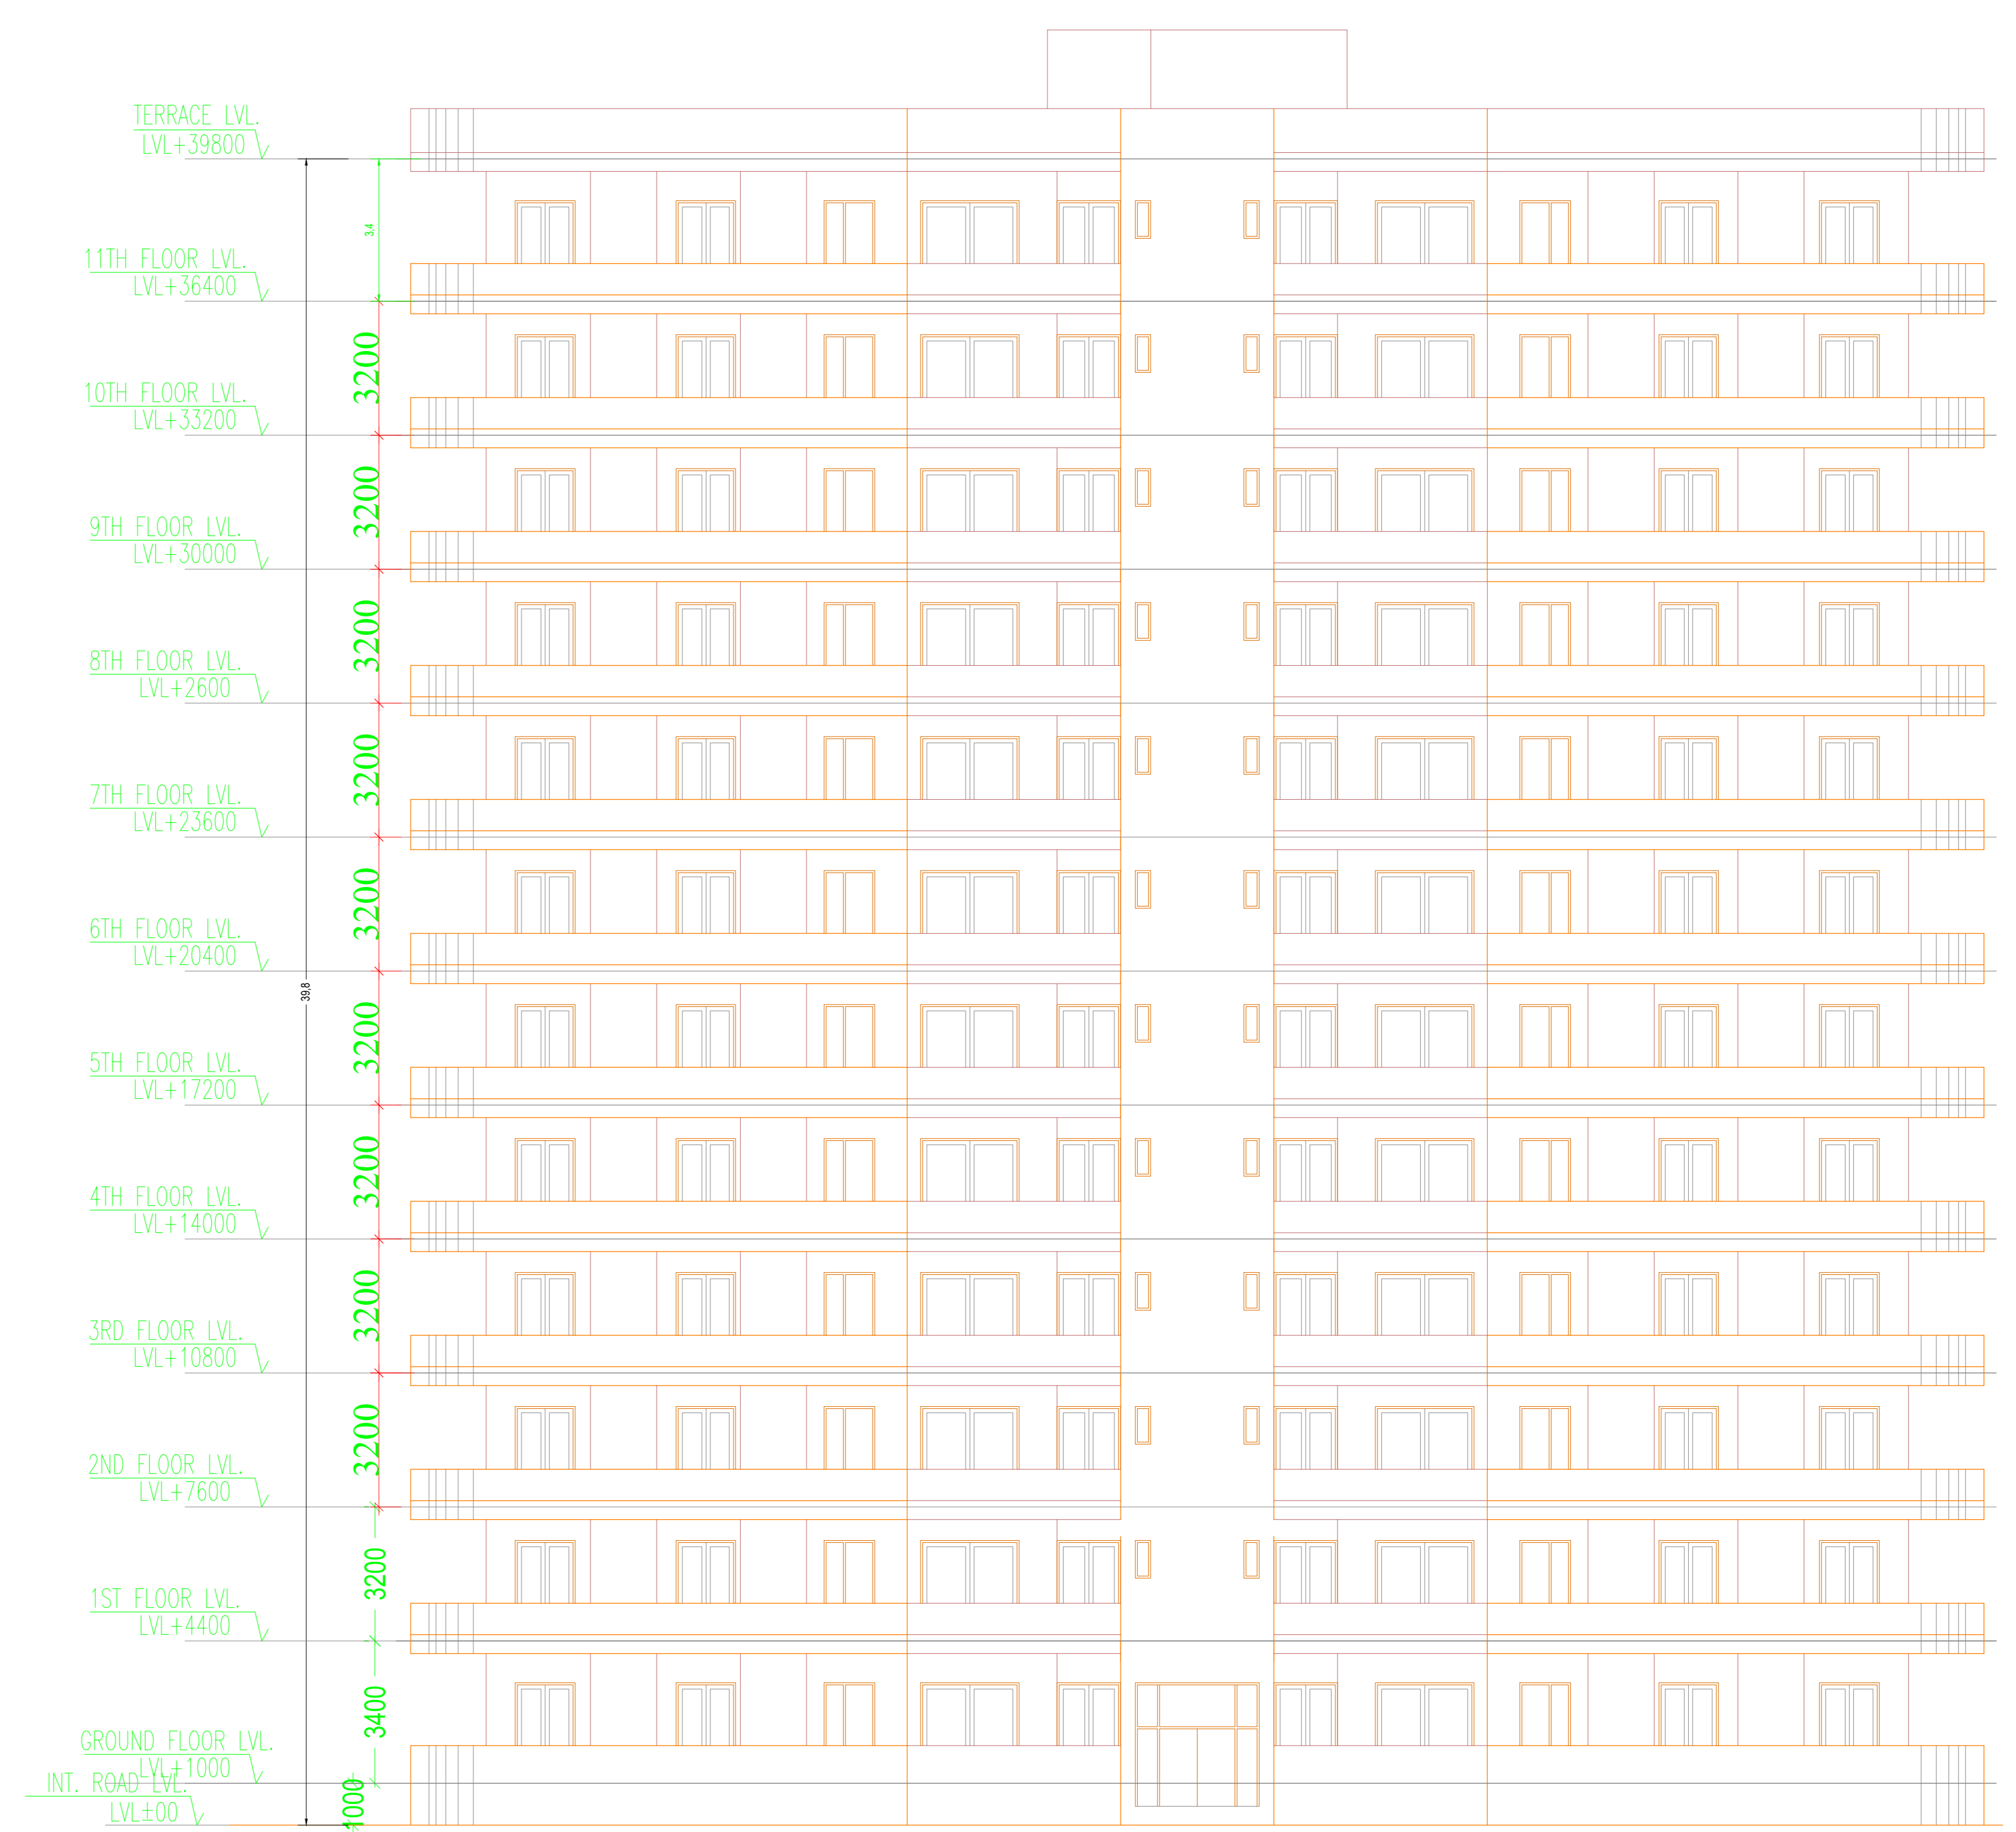 TERRACE LVL.
LVL+39800
3,4
11TH FLOOR LVL.
LVL+36400
3200
10TH FLOOR LVL.
LVL+33200
3200
9TH FLOOR LVL.
LVL+30000
3200
8TH FLOOR LVL.
LVL+2600
3200
7TH FLOOR LVL.
LVL+23600
3200
6TH FLOOR LVL.
LVL+20400
39,8
3200
5TH FLOOR LVL.
LVL+17200
3200
4TH FLOOR LVL.
LVL+14000
3200
3RD FLOOR LVL.
LVL+10800
3200
2ND FLOOR LVL.
LVL+7600
3200
1ST FLOOR LVL.
LVL+4400
3400
GROUND FLOOR LVL.
LVL+1000
INT. ROAD LVL.
LVL±00
1000